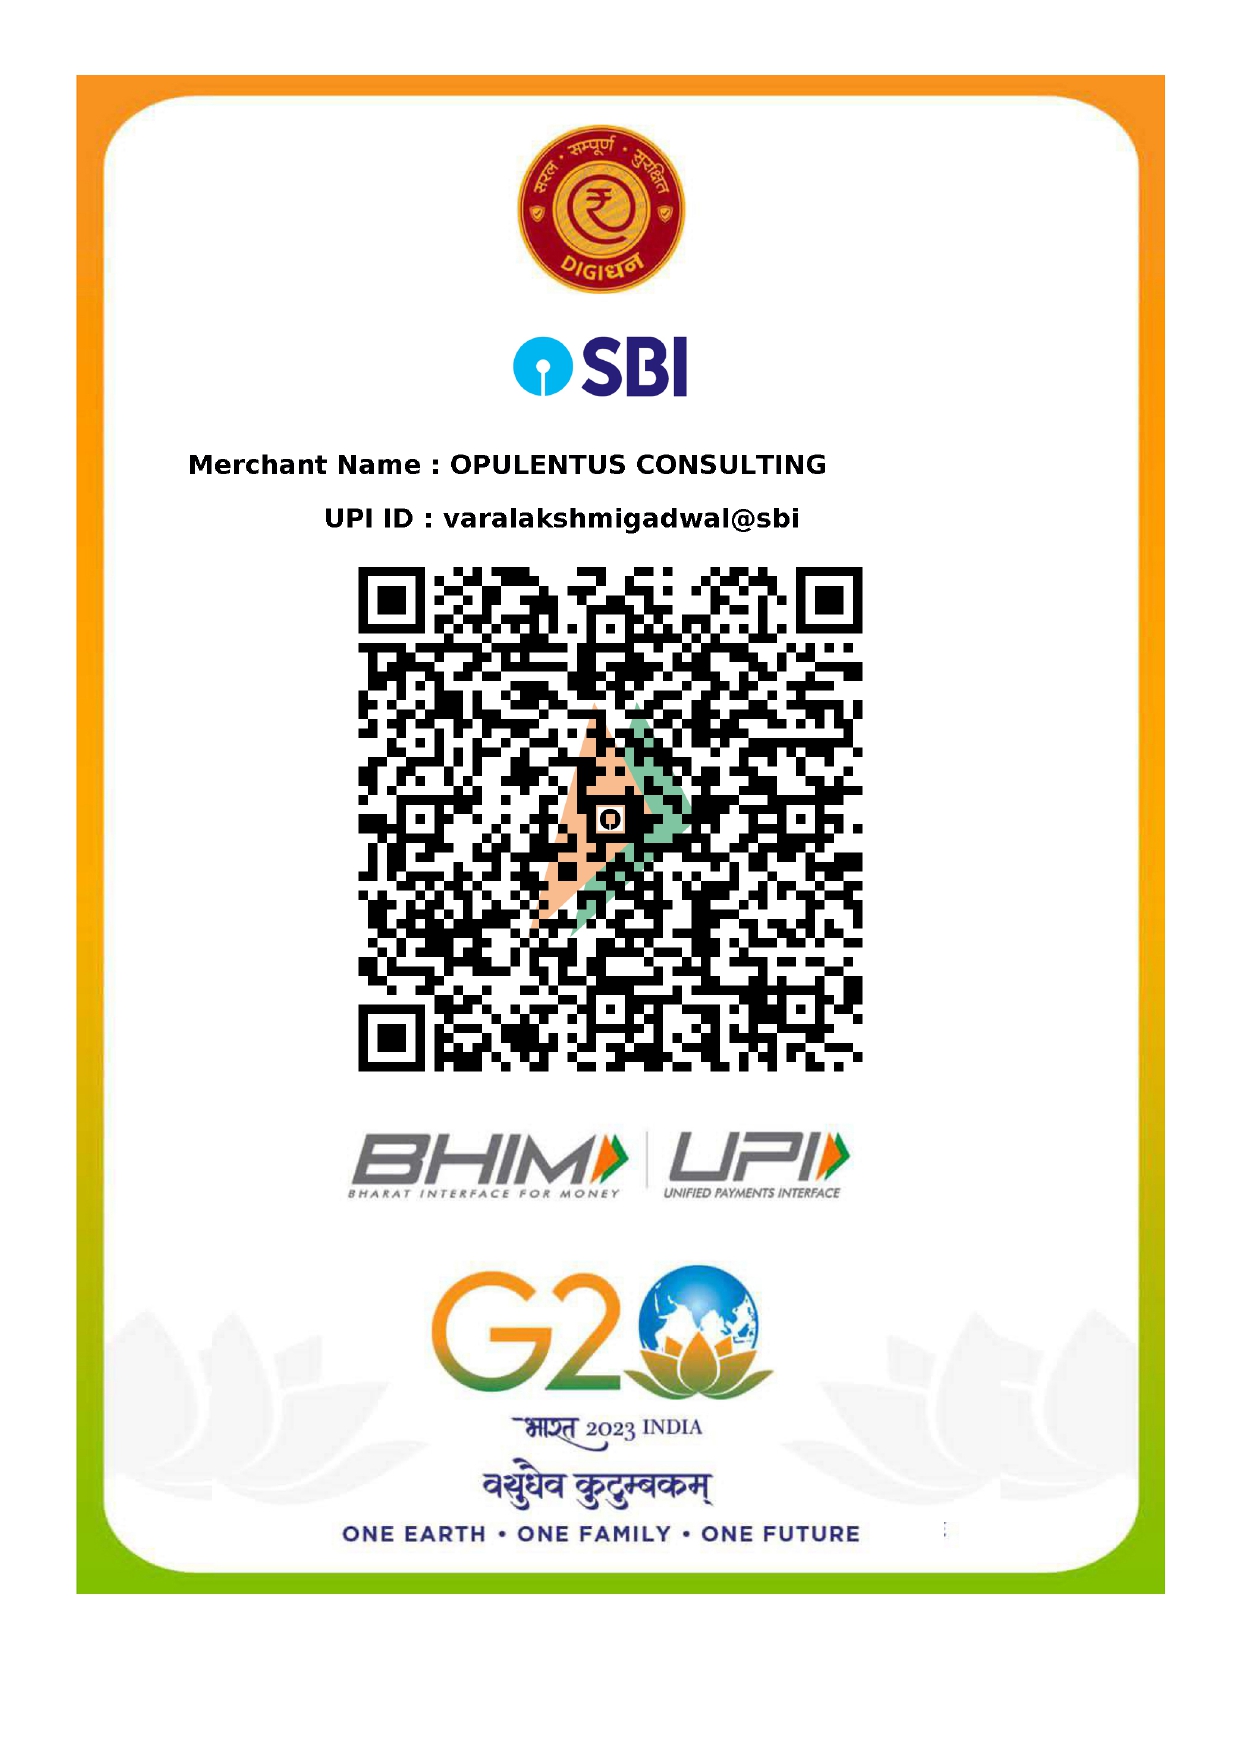 सरल • सम्पूर्ण • सुरक्षित
DIGIधन
SBI
Merchant Name : OPULENTUS CONSULTING
UPI ID : varalakshmigadwal@sbi
BHIM UPI
BHARAT INTERFACE FOR MONEY UNIFIED PAYMENTS INTERFACE
G20
भारत 2023 INDIA
वसुधैव कुटुम्बकम्
ONE EARTH • ONE FAMILY • ONE FUTURE